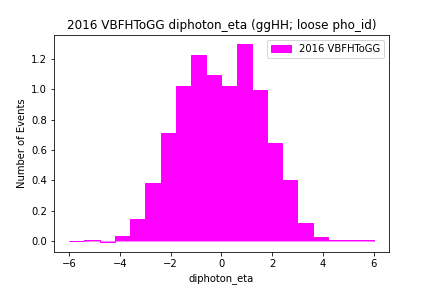 2016 VBFHToGG diphoton_eta (ggHH; loose pho_id)
2016 VBFHToGG
Number of Events
1.2
1.0
0.8
0.6
0.4
0.2
0.0
−6 −4 −2 0 2 4 6
diphoton_eta